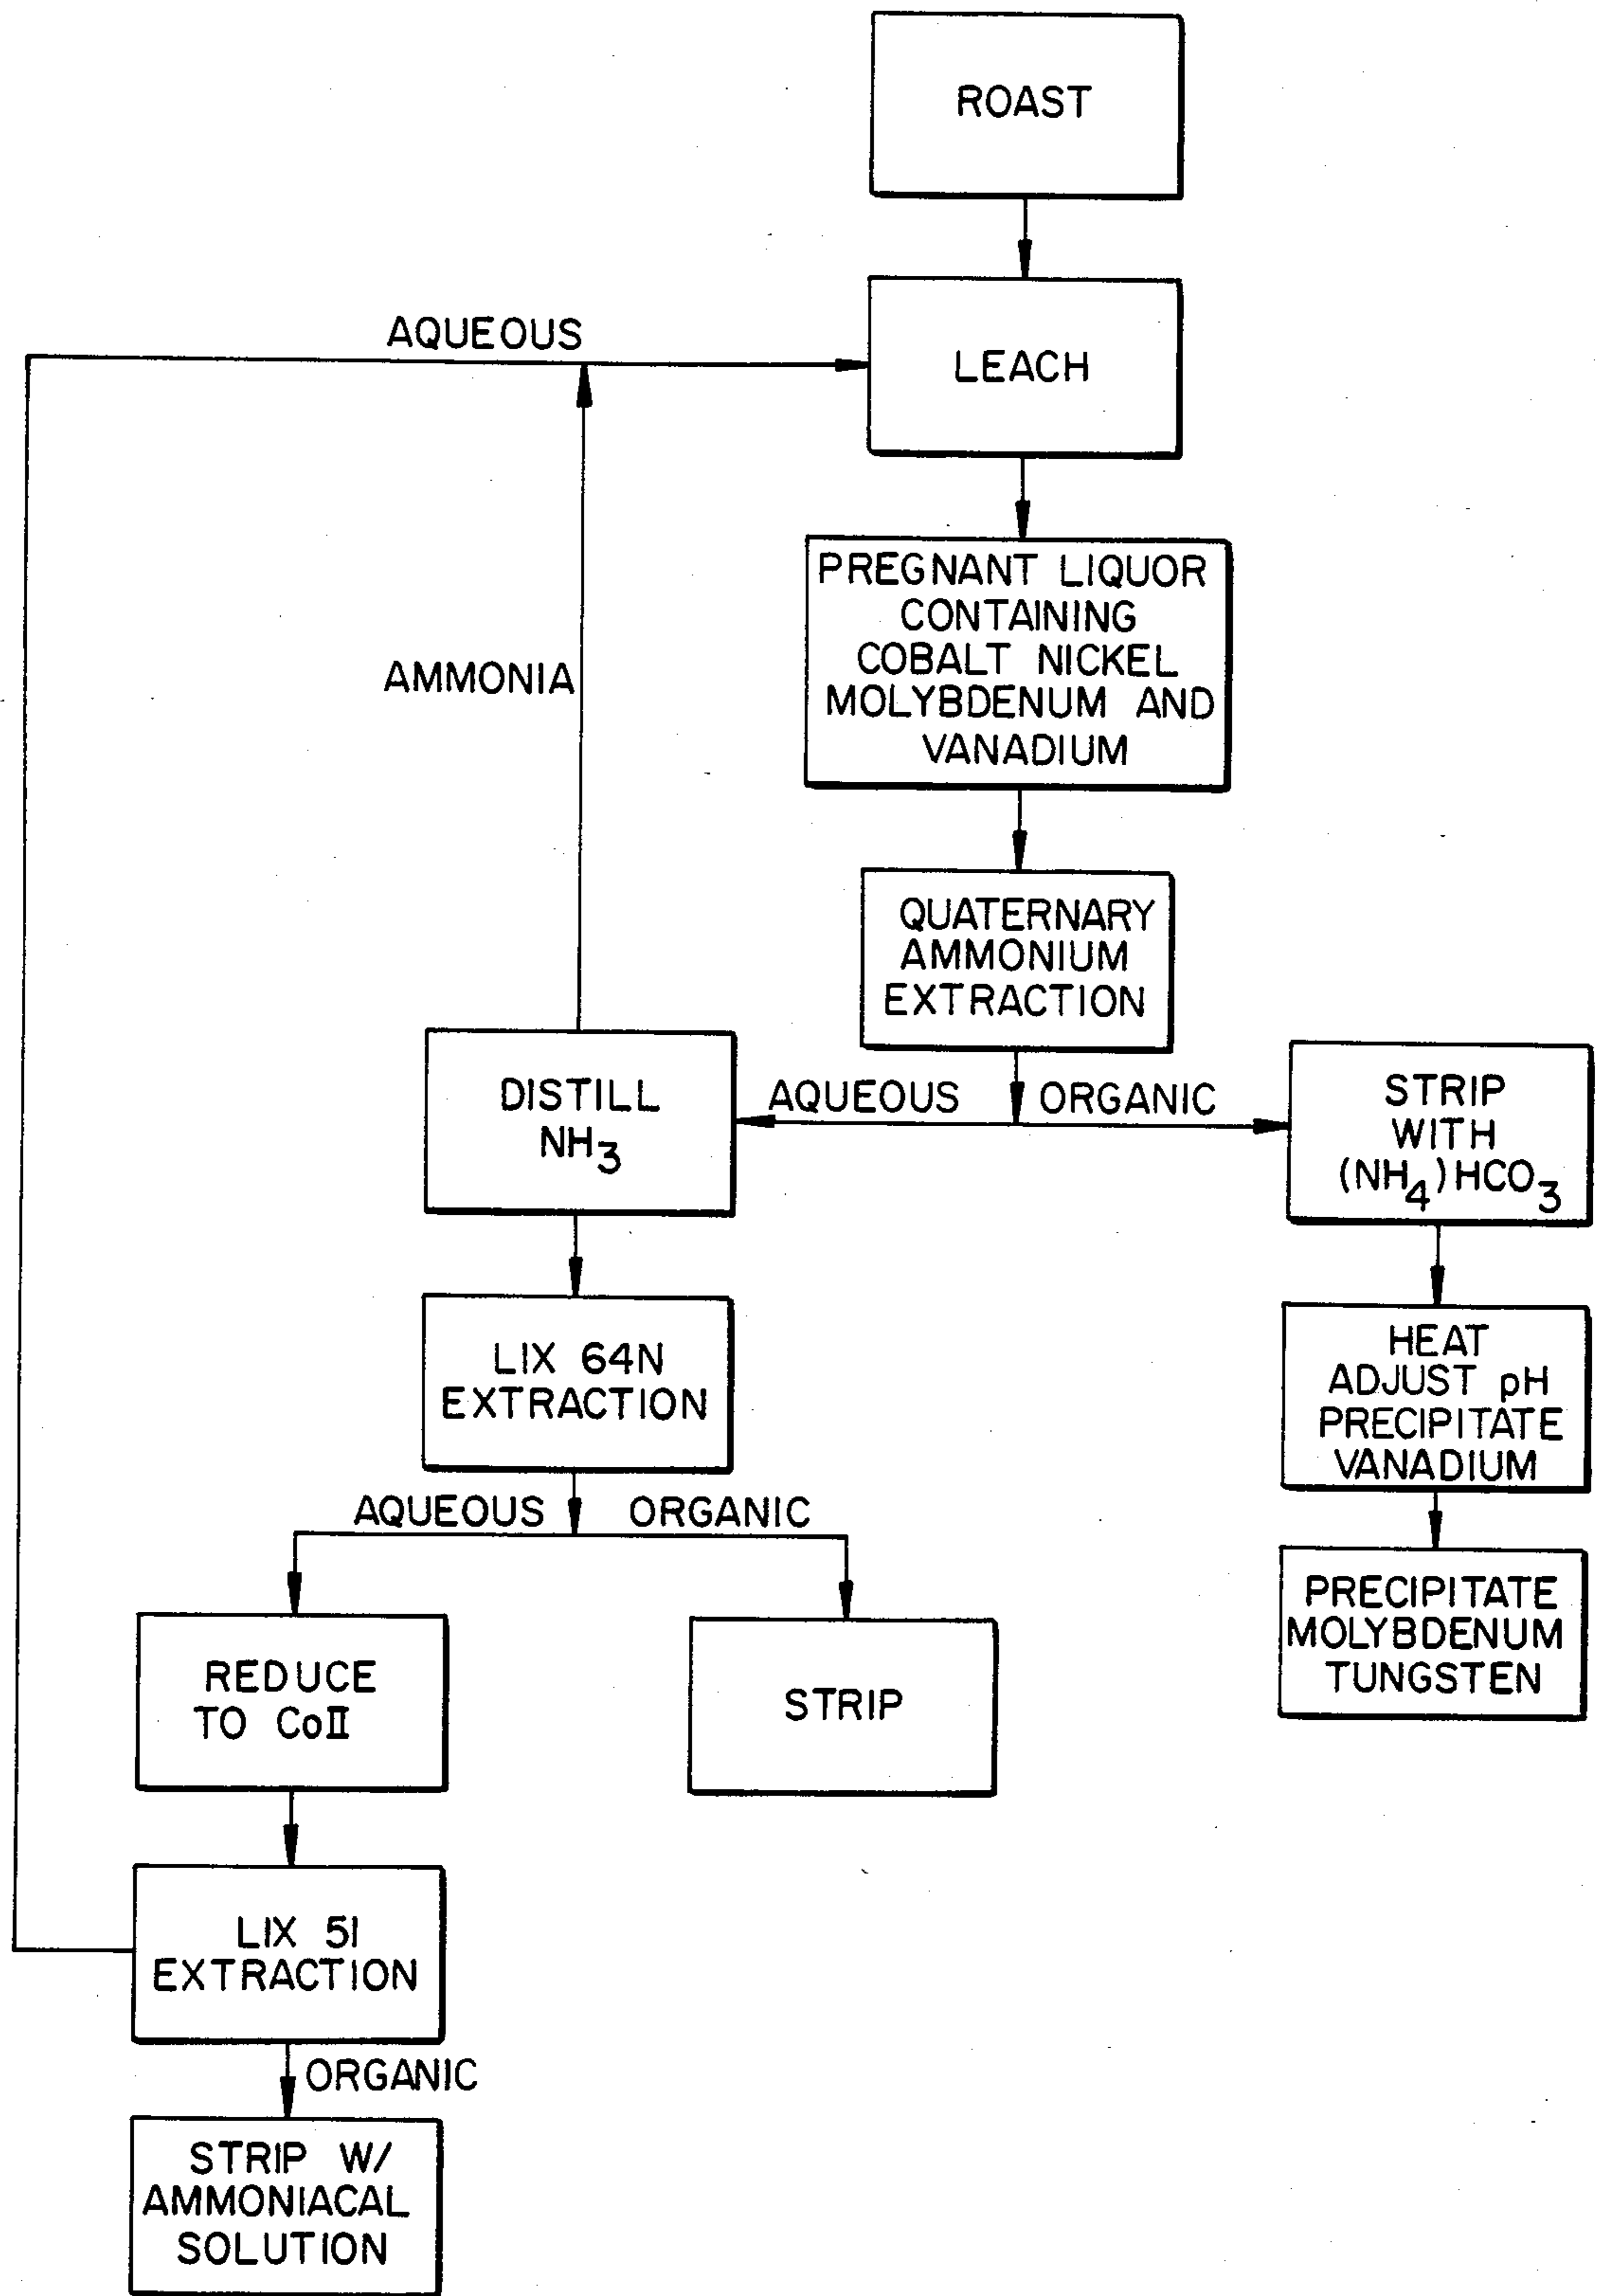 ROAST
AQUEOUS
LEACH
PREGNANT LIQUOR
CONTAINING
COBALT NICKEL
MOLYBDENUM AND
VANADIUM
AMMONIA
QUATERNARY
AMMONIUM
EXTRACTION
DISTILL
NH3
AQUEOUS
ORGANIC
STRIP
WITH
(NH4)HCO3
LIX 64N
EXTRACTION
HEAT
ADJUST pH
PRECIPITATE
VANADIUM
AQUEOUS
ORGANIC
PRECIPITATE
MOLYBDENUM
TUNGSTEN
REDUCE
TO CoII
STRIP
LIX 51
EXTRACTION
ORGANIC
STRIP W/
AMMONIACAL
SOLUTION